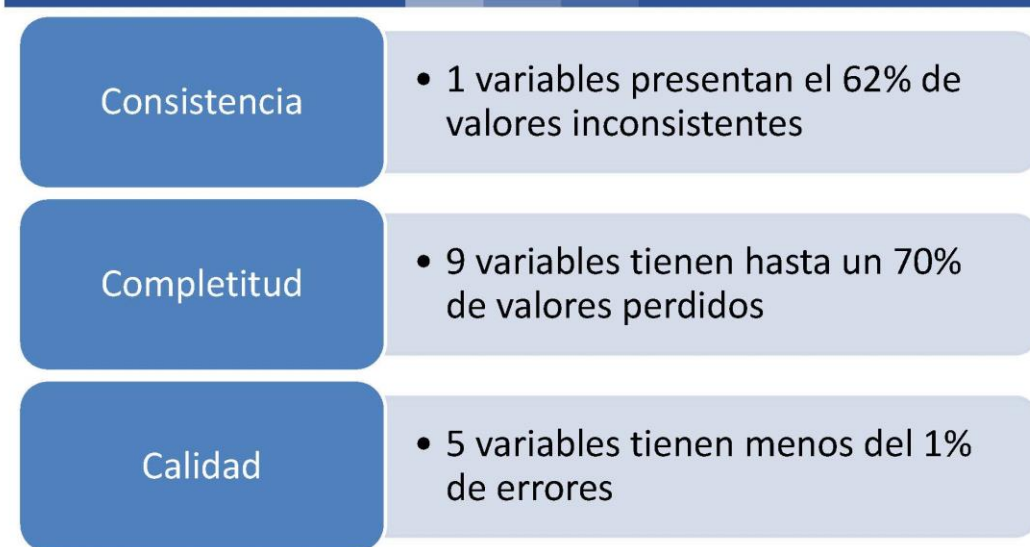 Consistencia
• 1 variables presentan el 62% de
valores inconsistentes
Completitud
• 9 variables tienen hasta un 70%
de valores perdidos
Calidad
• 5 variables tienen menos del 1%
de errores